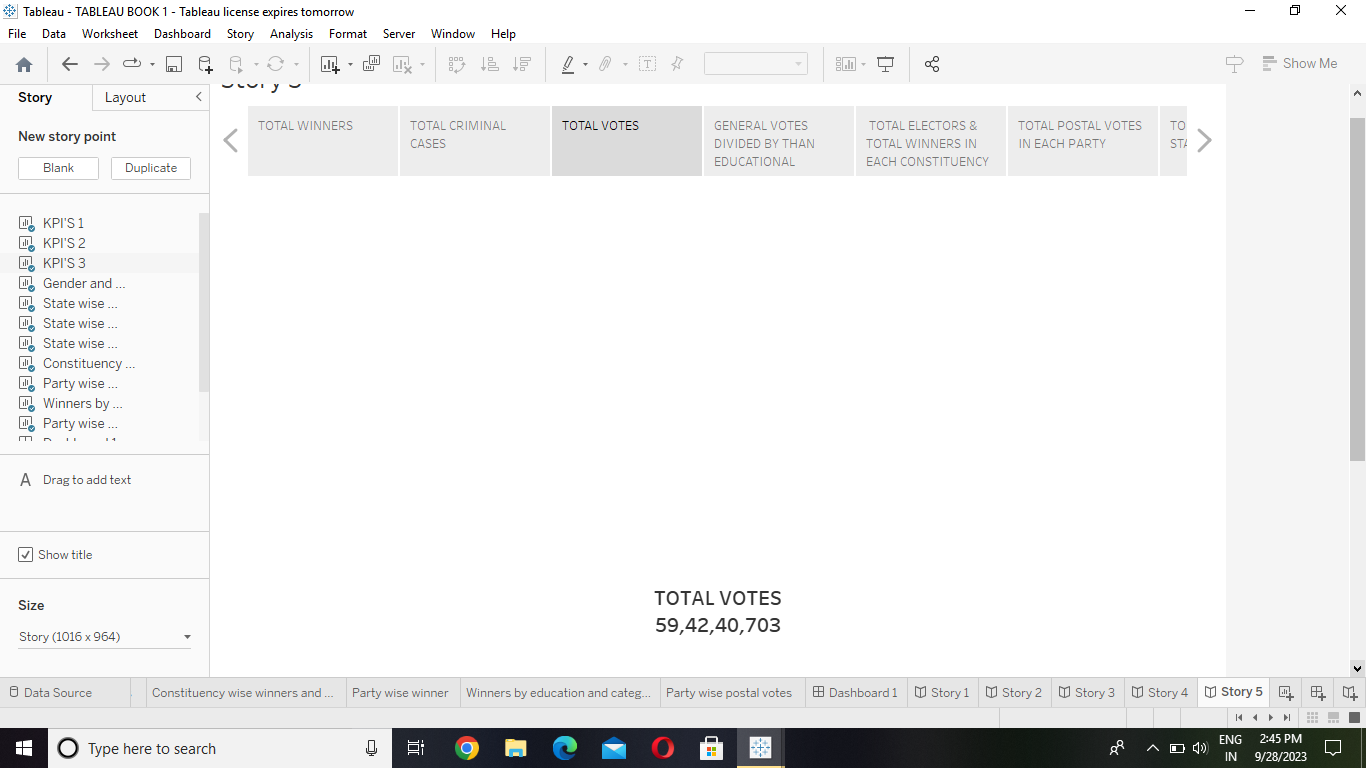 Tableau - TABLEAU BOOK 1 - Tableau license expires tomorrow
File Data Worksheet Dashboard Story Analysis Format Server Window Help
Show Me
Story Layout
New story point
Blank Duplicate
KPI'S 1
KPI'S 2
KPI'S 3
Gender and ...
State wise ...
State wise ...
State wise ...
Constituency ...
Party wise ...
Winners by ...
Party wise ...
A Drag to add text
Show title
Size
Story (1016 x 964)
Story 5
TOTAL WINNERS
TOTAL CRIMINAL
CASES
TOTAL VOTES
GENERAL VOTES
DIVIDED BY THAN
EDUCATIONAL
TOTAL ELECTORS &
TOTAL WINNERS IN
EACH CONSTITUENCY
TOTAL POSTAL VOTES
IN EACH PARTY
TO
STA
TOTAL VOTES
59,42,40,703
Data Source Constituency wise winners and ... Party wise winner Winners by education and categ... Party wise postal votes Dashboard 1 Story 1 Story 2 Story 3 Story 4 Story 5
Type here to search
ENG
IN
2:45 PM
9/28/2023